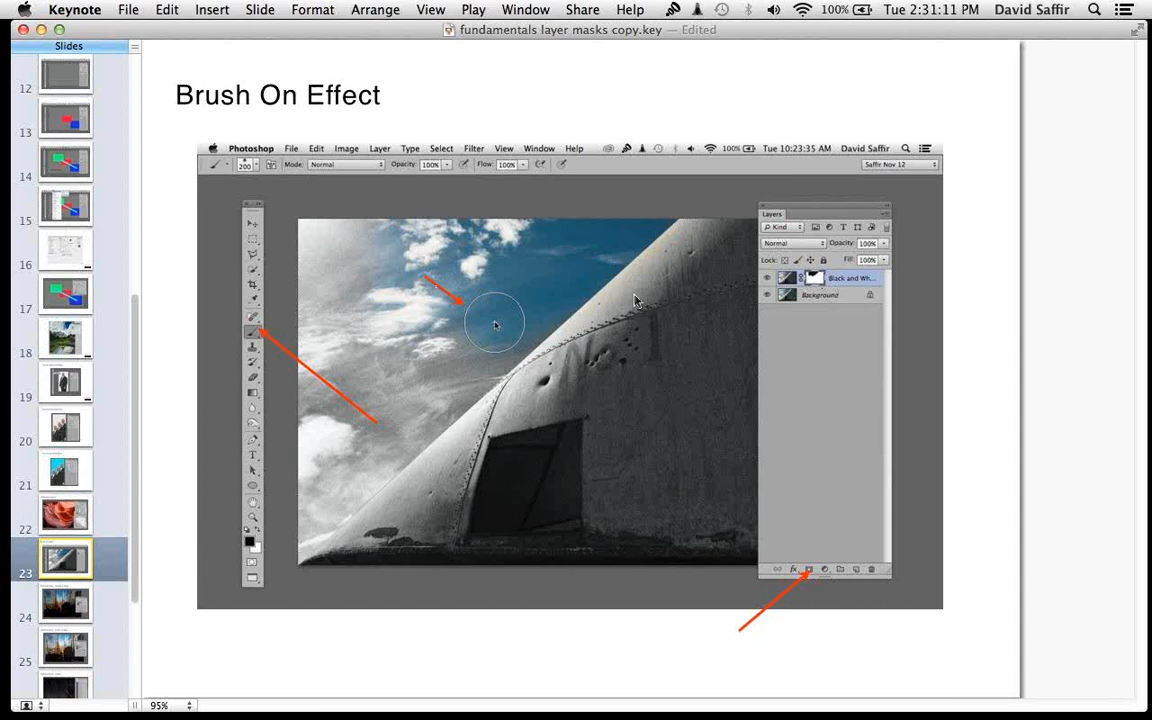 Keynote File Edit Insert Slide Format Arrange View Play Window Share Help 100% Tue 2:31:11 PM David Saffir
fundamentals layer masks copy.key — Edited
Slides
Brush On Effect
Photoshop File Edit Image Layer Type Select Filter View Window Help 100% Tue 10:23:35 AM David Saffir
200 Mode: Normal Opacity: 100% Flow: 100% Saffir Nov 12
Layers
Kind
Normal Opacity: 100%
Lock: Fill: 100%
Black and Wh...
Background
12
13
14
15
16
17
18
19
20
21
22
23
24
25
95%